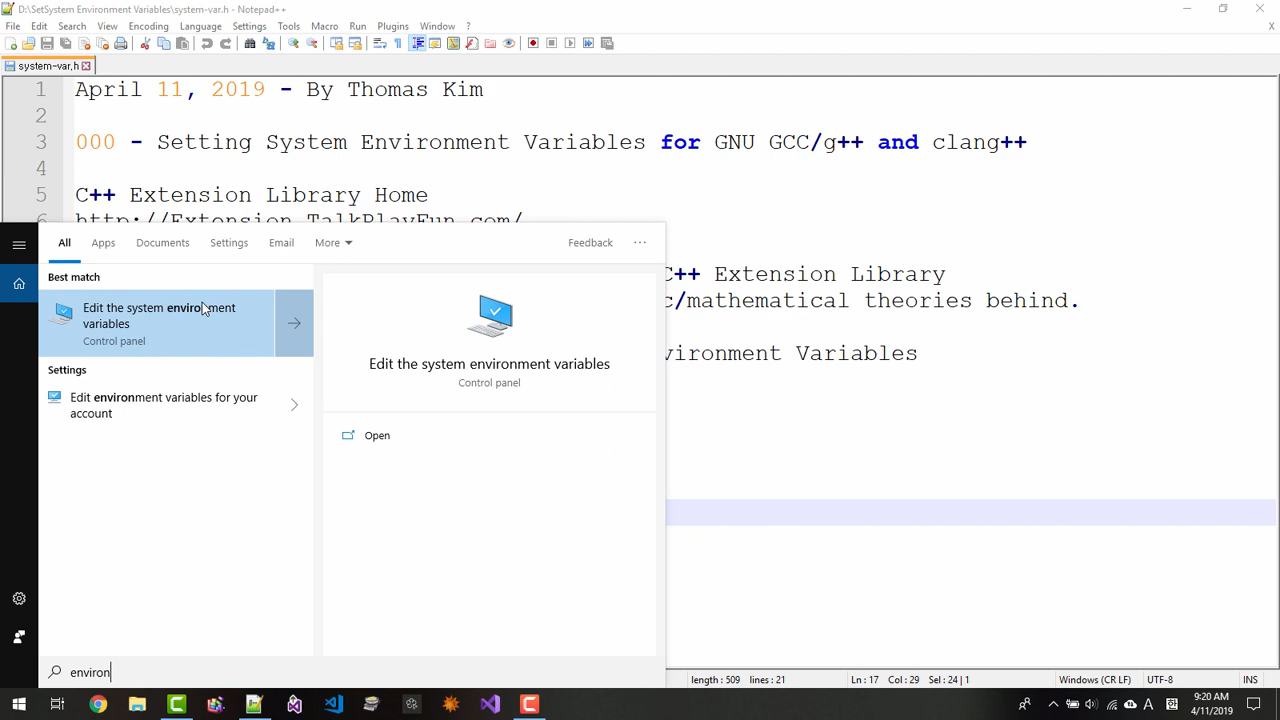 D:\SetSystem Environment Variables\system-var.h - Notepad++
File Edit Search View Encoding Language Settings Tools Macro Run Plugins Window ?
X
system-var.h
1 April 11, 2019 - By Thomas Kim
2
3 000 - Setting System Environment Variables for GNU GCC/g++ and clang++
4
5 C++ Extension Library Home
6 http://Extension.TalkPlayFun.com/
C++ Extension Library
c/mathematical theories behind.
vironment Variables
All Apps Documents Settings Email More Feedback ...
Best match
Edit the system environment
variables
Control panel
Settings
Edit environment variables for your
account
Edit the system environment variables
Control panel
Open
environ
length : 509 lines : 21 Ln : 17 Col : 29 Sel : 24 | 1 Windows (CR LF) UTF-8 INS
A
9:20 AM
4/11/2019